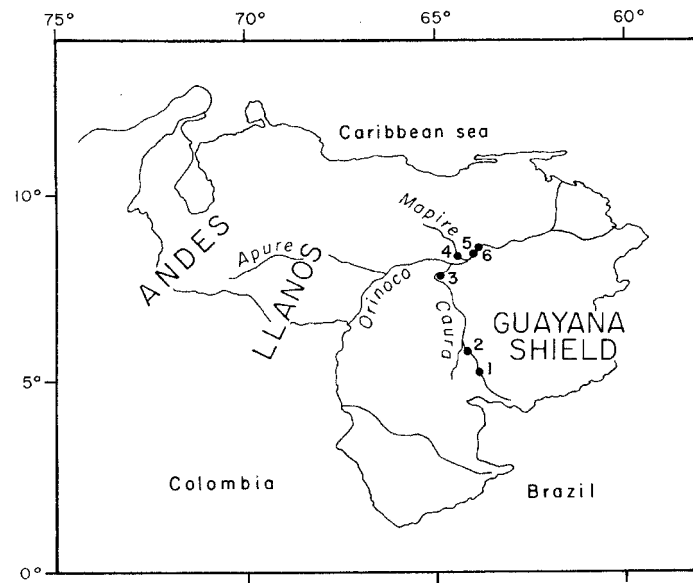 75° 70° 65° 60°
Caribbean sea
10°
Mapire
5
4 6
Apure
3
ANDES
LLANOS
Orinoco
Caura
GUAYANA
SHIELD
2
1
5°
Colombia
Brazil
0°